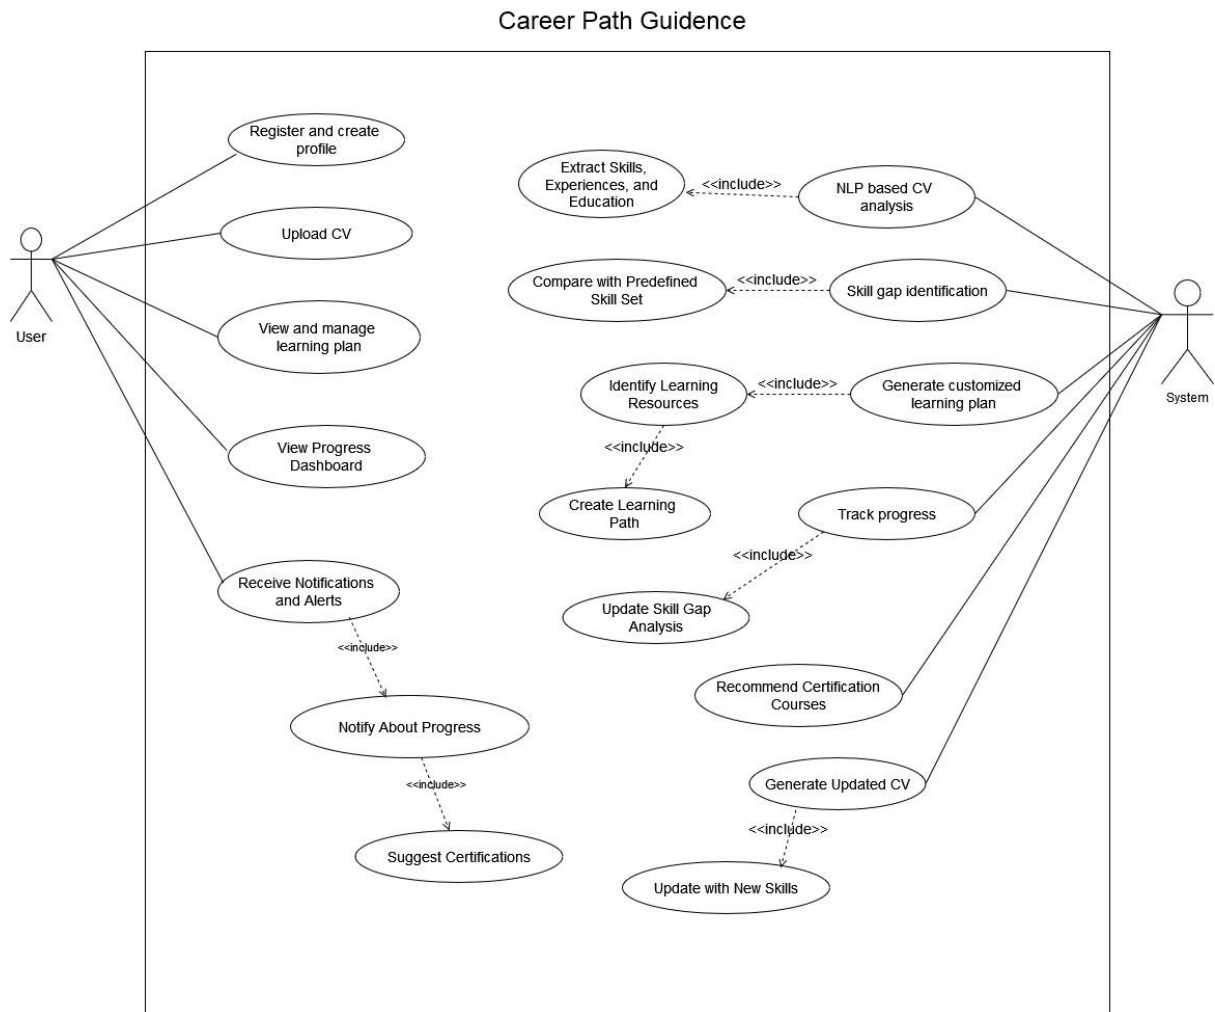 Career Path Guidence
Register and create
profile
Extract Skills,
Experiences, and
Education
<<include>>
NLP based CV
analysis
Upload CV
User
Compare with Predefined
Skill Set
<<include>>
Skill gap identification
System
View and manage
learning plan
Identify Learning
Resources
<<include>>
Generate customized
learning plan
<<include>>
View Progress
Dashboard
Create Learning
Path
Track progress
<<include>>
Receive Notifications
and Alerts
Update Skill Gap
Analysis
<<include>>
Recommend Certification
Courses
Notify About Progress
<<include>>
Generate Updated CV
<<include>>
Suggest Certifications
Update with New Skills